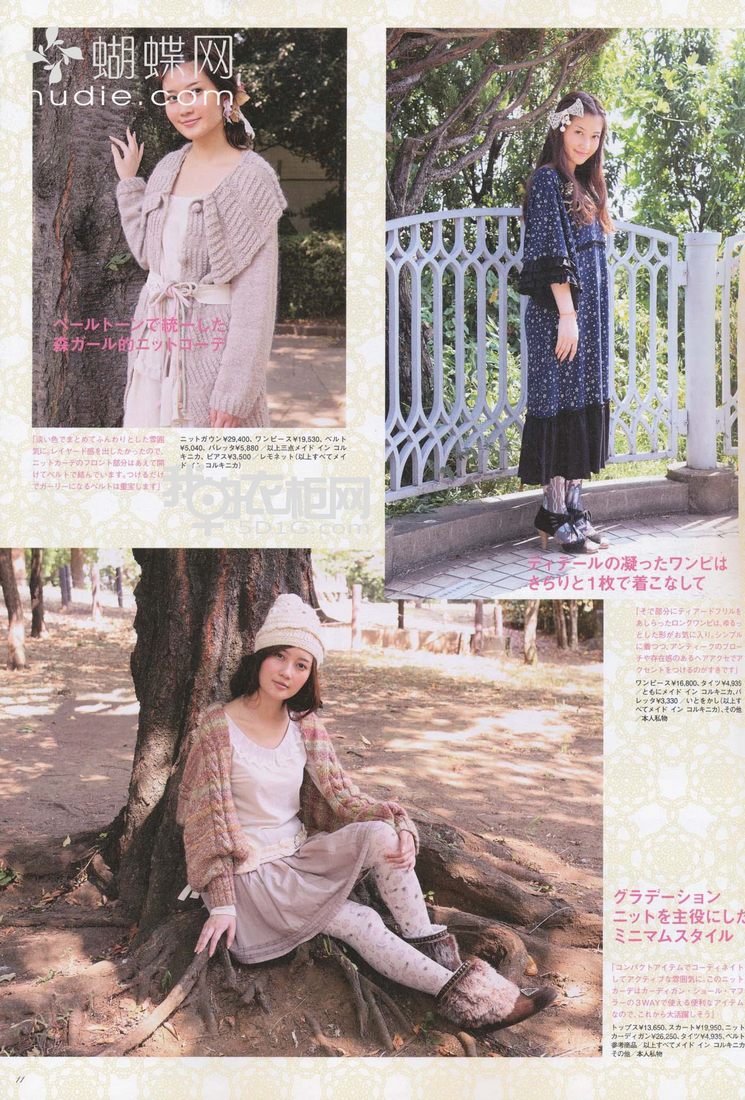 蝴蝶网
hudie.com
ペールトーンで統一した
森ガール的ニットコーデ
「淡い色でまとめてふんわりとした雰囲
気に。レイヤード感を出したかったので、
ニットカーデのフロント部分はあえて開
けてベルトで結んでいます。つけるだけ
でガーリーになるベルトは重宝します」
ニットガウン¥29,400、ワンピース¥19,530、ベルト
¥5,040、バレッタ¥5,880／以上三点メイド イン コル
キニカ、ピアス¥3,500／レモネット(以上すべてメイ
ド イン コルキニカ)
我的衣柜网
5D1G.com
ディテールの凝ったワンピは
さらりと1枚で着こなして
「そで部分にティアードフリルを
あしらったロングワンピは、ゆるっ
とした形がお気に入り。シンプル
に着つつ、アンティークのブロー
チや存在感のあるヘアアクセでア
クセントをつけるのがすきです」
ワンピース¥16,800、タイツ¥4,935
／ともにメイド イン コルキニカ、バ
レッタ¥3,330／いとをかし(以上す
べてメイド イン コルキニカ)、その他
／本人私物
グラデーション
ニットを主役にした
ミニマムスタイル
「コンパクトアイテムでコーディネイト
してアクティブな雰囲気に。このニット
カーデはカーディガン・ショール・マフ
ラーの3WAYで使える便利なアイテム
なので、これから大活躍しそう」
トップス¥13,650、スカート¥19,950、ニット
カーディガン¥26,250、タイツ¥4,935、ベルト
参考商品／以上すべてメイド イン コルキニカ
その他／本人私物
11